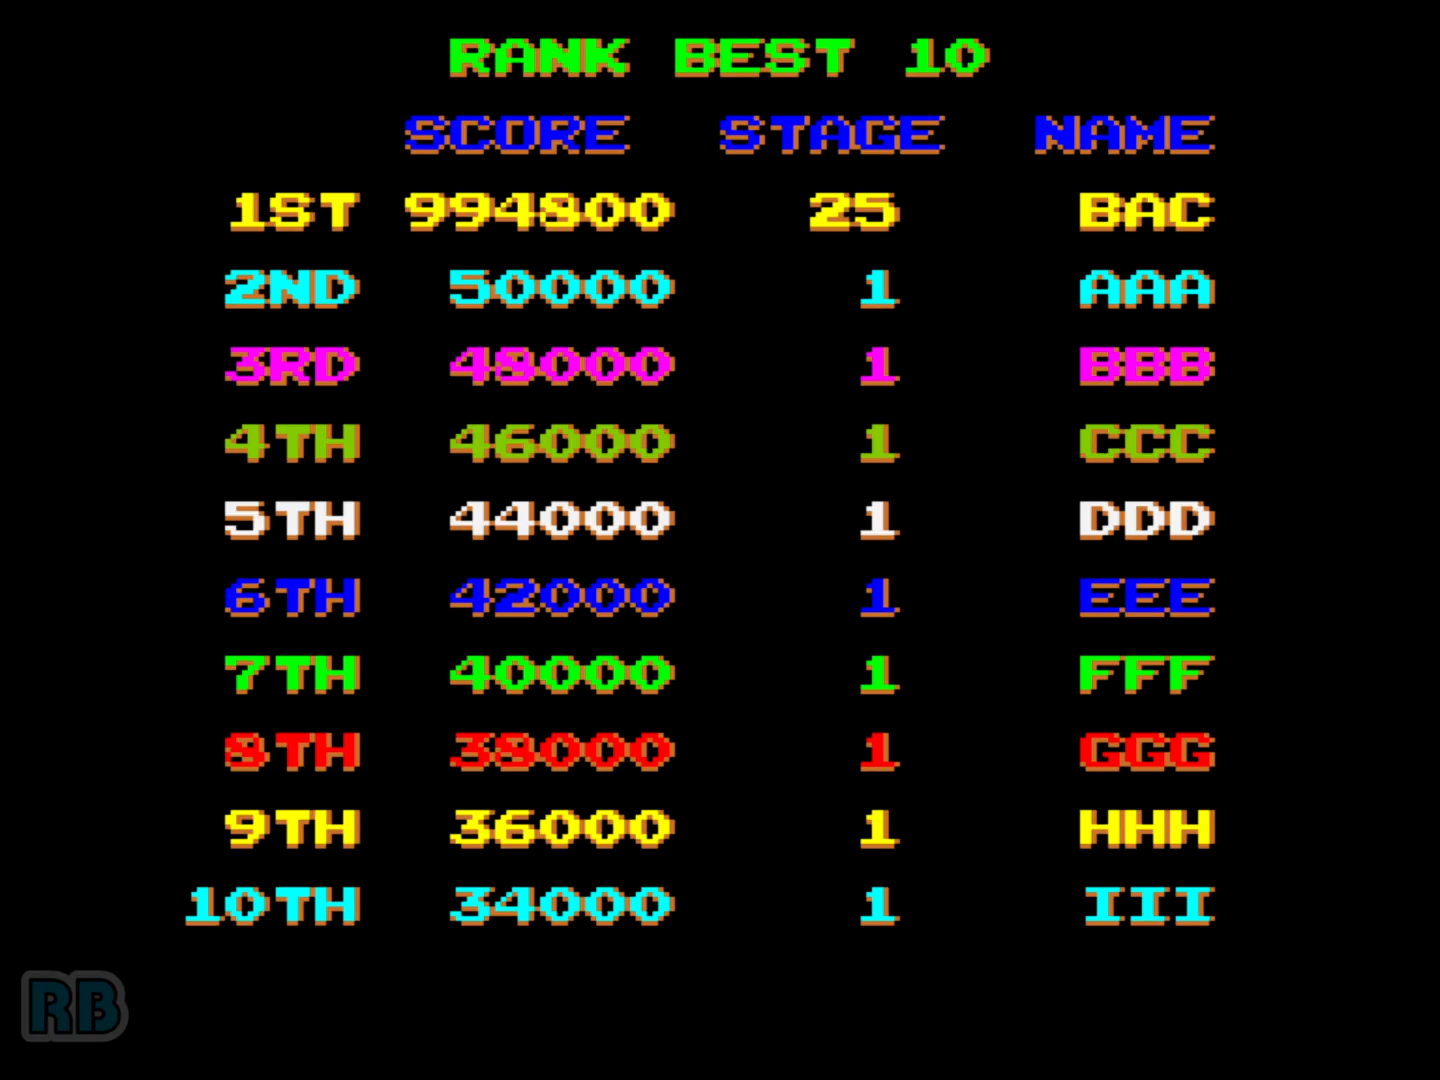 RANK BEST 10
SCORE STAGE NAME
1ST 994800 25 BAC
2ND 50000 1 AAA
3RD 48000 1 BBB
4TH 46000 1 CCC
5TH 44000 1 DDD
6TH 42000 1 EEE
7TH 40000 1 FFF
8TH 38000 1 GGG
9TH 36000 1 HHH
10TH 34000 1 III
RB